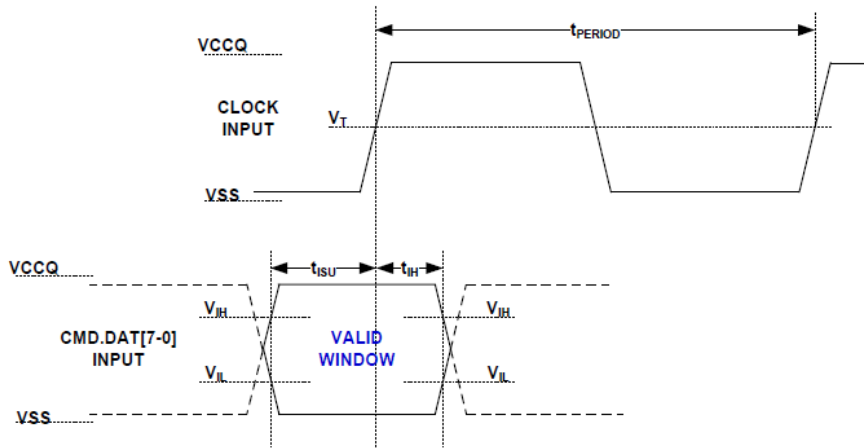 tPERIOD
VCCQ
CLOCK
INPUT
VT
VSS
VCCQ
tISU
tIH
VIH
VIH
CMD.DAT[7-0]
INPUT
VALID
WINDOW
VIL
VIL
VSS